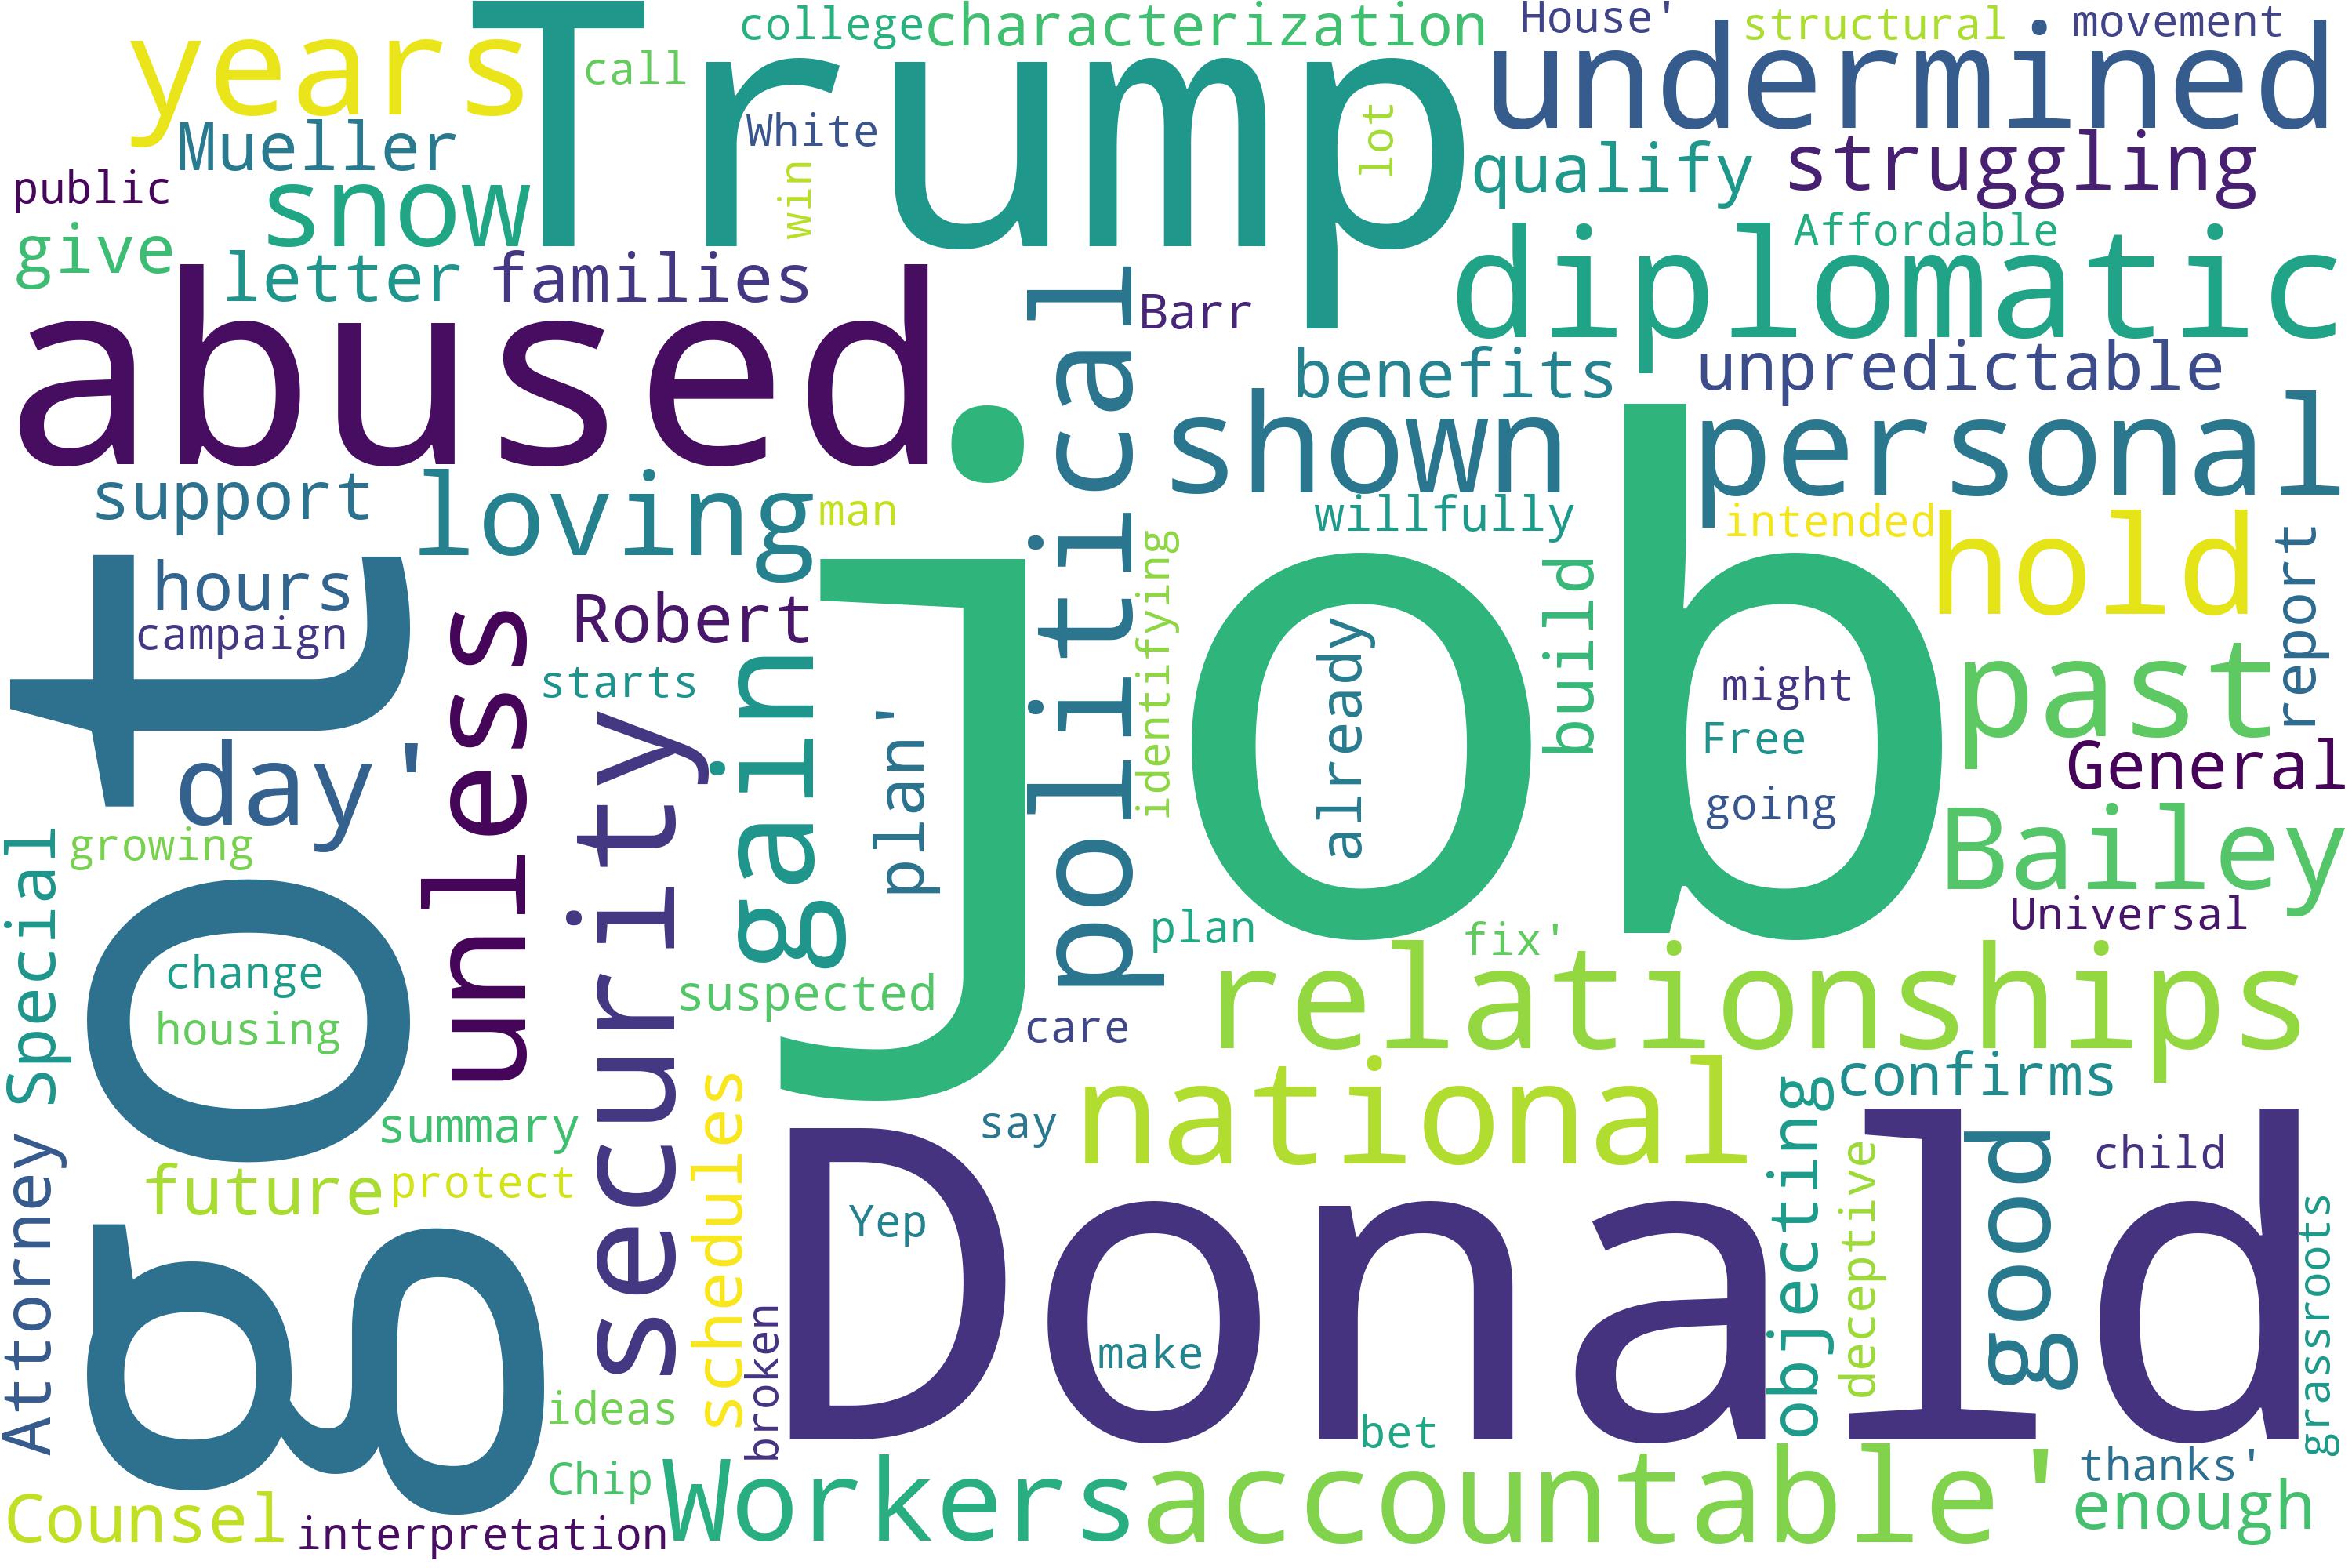 college
characterization
House'
structural
movement
years
Trump
call
undermined
Mueller
White
lot
struggling
public
snow
win
qualify
give
letter
families
Affordable
diplomatic
abused
.
political
Barr
benefits
unpredictable
shown
personal
support
loving
man
willfully
intended
hold
report
got
hours
campaign
unless
Robert
job
identifying
already
build
might
past
starts
security
gain
plan'
Free
General
day'
going
Bailey
growing
Special
Universal
plan
fix'
relationships
change
housing
suspected
care
confirms
summary
schedules
say
national
objecting
Donald
good
child
Attorney
future
protect
Yep
deceptive
grassroots
broken
make
ideas
bet
Chip
Workers
accountable'
thanks'
enough
Counsel
interpretation